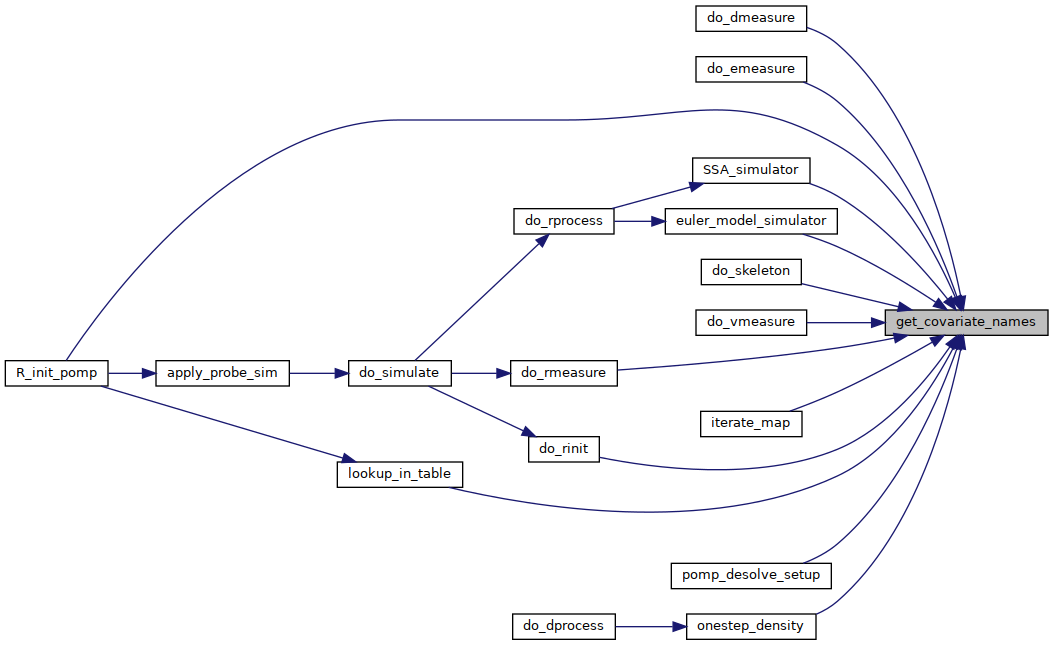 do_dmeasure
do_emeasure
SSA_simulator
do_rprocess
euler_model_simulator
do_skeleton
do_vmeasure
get_covariate_names
R_init_pomp
apply_probe_sim
do_simulate
do_rmeasure
iterate_map
do_rinit
lookup_in_table
pomp_desolve_setup
do_dprocess
onestep_density